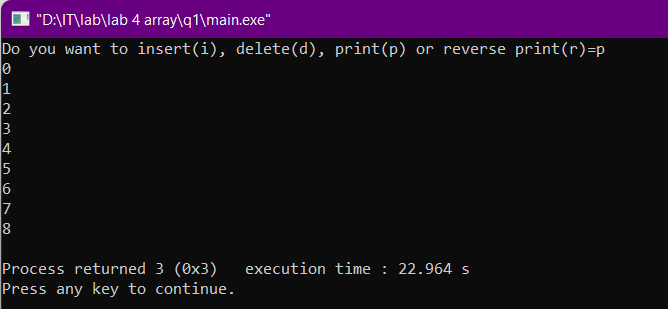 "D:\IT\lab\lab 4 array\q1\main.exe"
Do you want to insert(i), delete(d), print(p) or reverse print(r)=p
0
1
2
3
4
5
6
7
8
Process returned 3 (0x3)   execution time : 22.964 s
Press any key to continue.